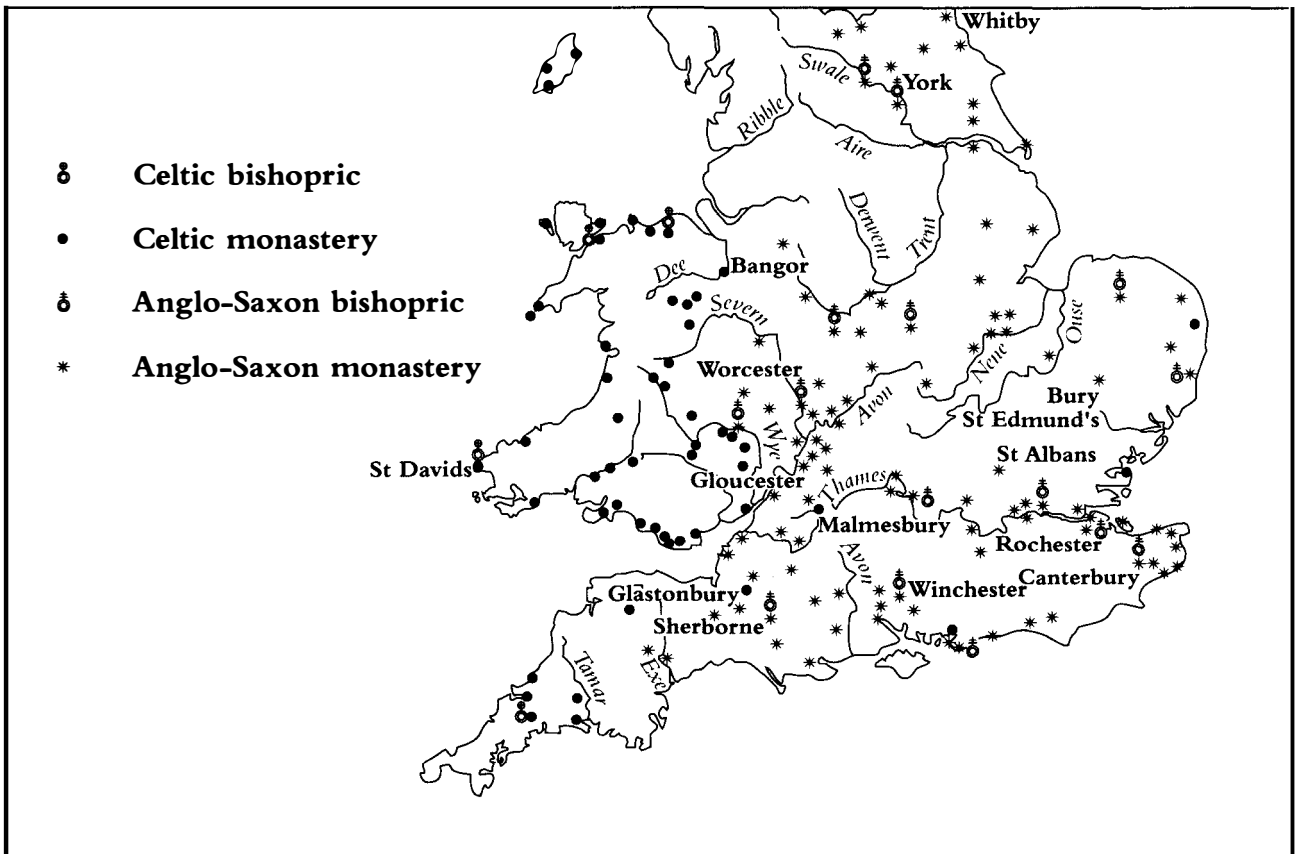 Whitby
Swale
York
Ribble
Aire
Celtic bishopric
Celtic monastery
Anglo-Saxon bishopric
Anglo-Saxon monastery
Derwent
Trent
Dee
Bangor
Severn
Ouse
Nene
Worcester
Avon
Wye
Bury
St Edmund's
St Albans
St Davids
Gloucester
Thames
Malmesbury
Rochester
Avon
Canterbury
Winchester
Glastonbury
Sherborne
Tamar
Exe